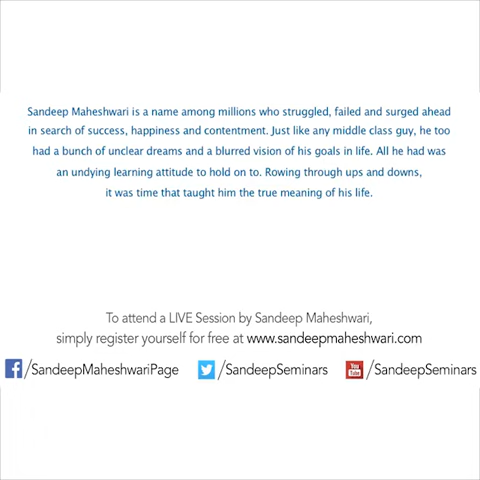 Sandeep Maheshwari is a name among millions who struggled, failed and surged ahead
in search of success, happiness and contentment. Just like any middle class guy, he too
had a bunch of unclear dreams and a blurred vision of his goals in life. All he had was
an undying learning attitude to hold on to. Rowing through ups and downs,
it was time that taught him the true meaning of his life.
To attend a LIVE Session by Sandeep Maheshwari,
simply register yourself for free at www.sandeepmaheshwari.com
f/SandeepMaheshwariPage /SandeepSeminars You Tube/SandeepSeminars